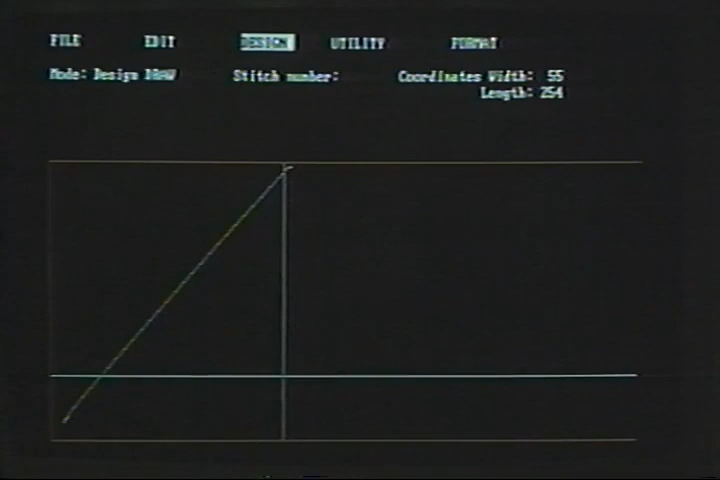 FILE EDIT DESIGN UTILITY FORMAT
Mode: Design DRAW Stitch number: Coordinates Width: 55
Length: 254